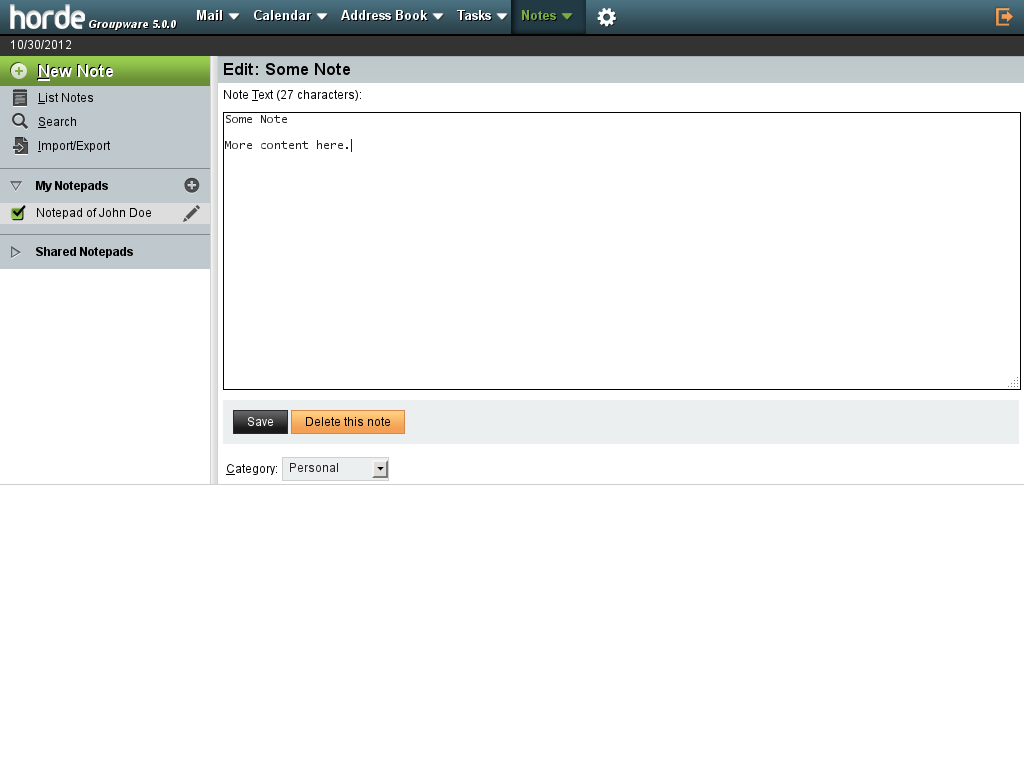 horde Groupware 5.0.0 Mail Calendar Address Book Tasks Notes
10/30/2012
New Note
List Notes
Search
Import/Export
My Notepads
Notepad of John Doe
Shared Notepads
Edit: Some Note
Note Text (27 characters):
Some Note
More content here.
Save Delete this note
Category: Personal